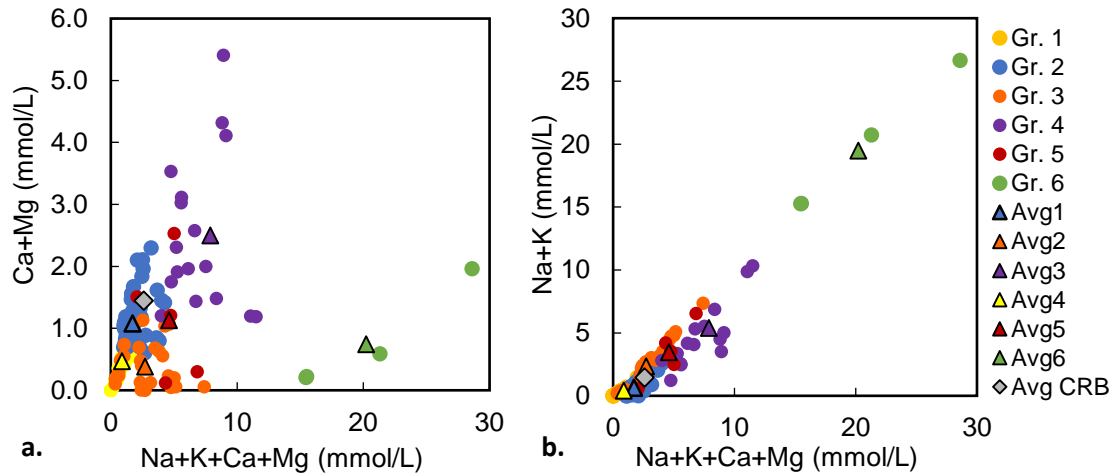 6.0
5.0
4.0
3.0
2.0
1.0
0.0
Ca+Mg (mmol/L)
0
10
20
30
a.
Na+K+Ca+Mg (mmol/L)
30
25
20
15
10
5
0
Na+K (mmol/L)
0
10
20
30
b.
Na+K+Ca+Mg (mmol/L)
Gr. 1
Gr. 2
Gr. 3
Gr. 4
Gr. 5
Gr. 6
Avg1
Avg2
Avg3
Avg4
Avg5
Avg6
Avg CRB